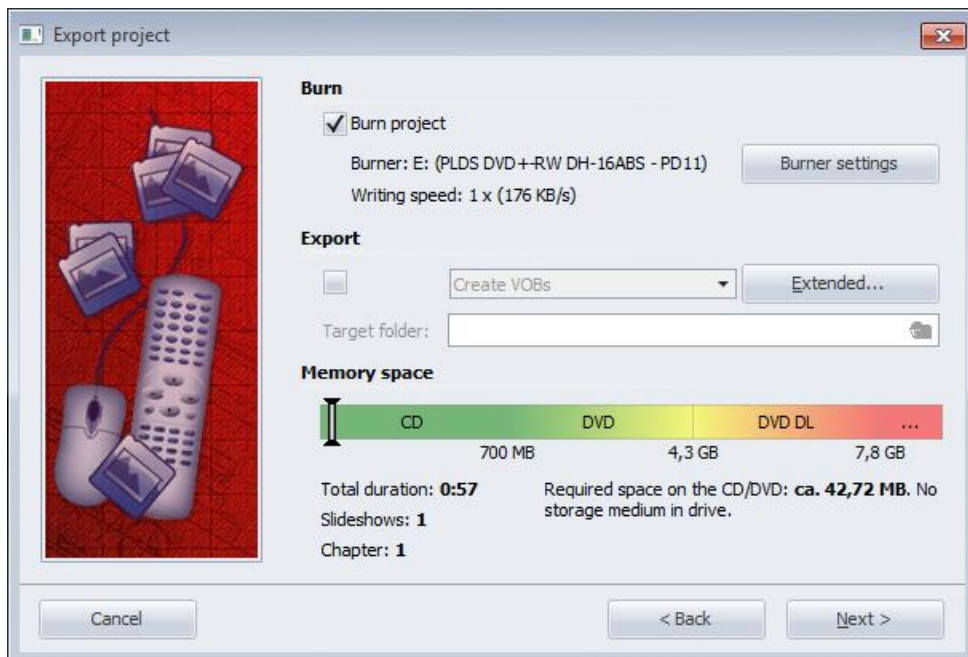 Export project
Burn
Burn project
Burner: E: (PLDS DVD+-RW DH-16ABS - PD11)
Burner settings
Writing speed: 1 x (176 KB/s)
Export
Create VOBs
Extended...
Target folder:
Memory space
CD DVD DVD DL ...
700 MB 4,3 GB 7,8 GB
Total duration: 0:57
Required space on the CD/DVD: ca. 42,72 MB. No
storage medium in drive.
Slideshows: 1
Chapter: 1
Cancel
< Back
Next >